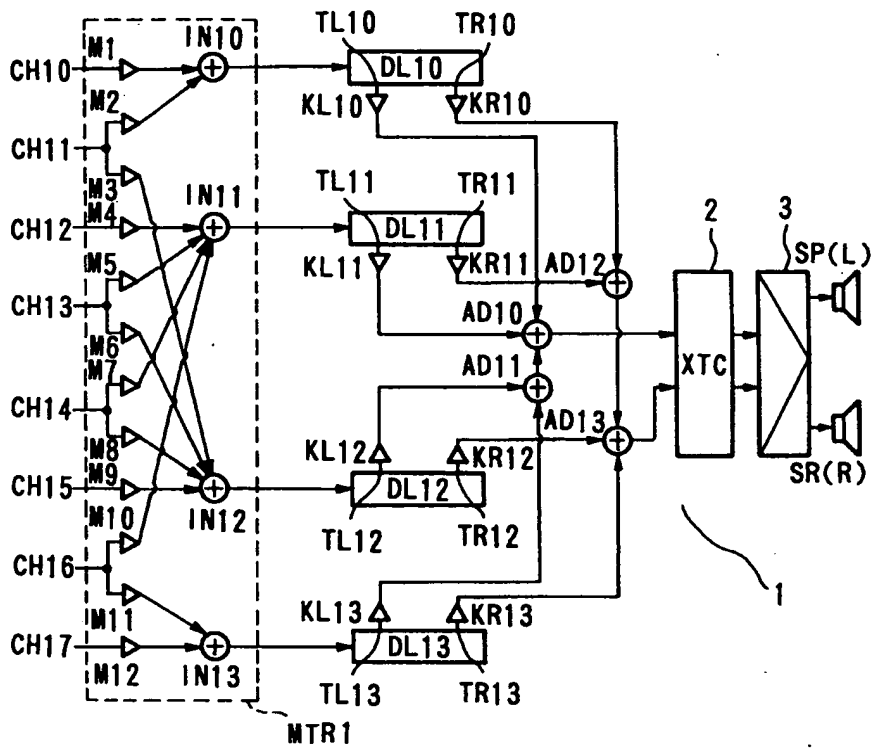 TL10 TR10
M1 IN10
CH10 DL10
M2 KL10 KR10
CH11
M3 IN11 TL11 TR11
M4
CH12 DL11 2 3
M5 KL11 KR11 AD12 SP(L)
CH13 AD10
M6 AD11 XTC
M7
CH14 AD13
M8 KL12 KR12 SR(R)
M9
CH15 DL12
M10 IN12 TL12 TR12
CH16 1
M11 KL13 KR13
CH17 DL13
M12 IN13 TL13 TR13
MTR1